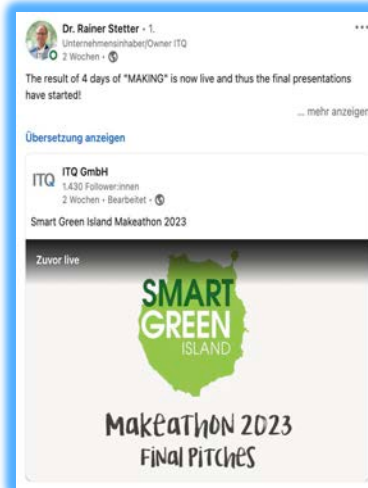 Dr. Rainer Stetter • 1.
Unternehmensinhaber/Owner ITQ
2 Wochen •
The result of 4 days of "MAKING" is now live and thus the final presentations
have started!
... mehr anzeigen
Übersetzung anzeigen
ITQ
ITQ GmbH
1.430 Follower:innen
2 Wochen • Bearbeitet •
Smart Green Island Makeathon 2023
Zuvor live
SMART
GREEN
ISLAND
MAKEATHON 2023
FINAL PITCHES